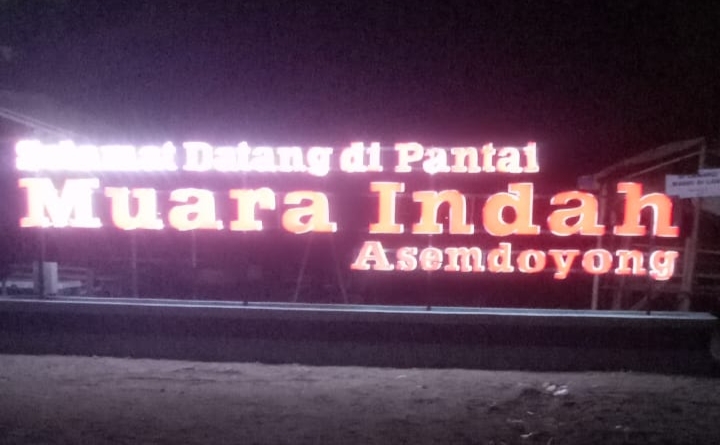 Selamat Datang di Pantai
Muara Indah
Asemdoyong